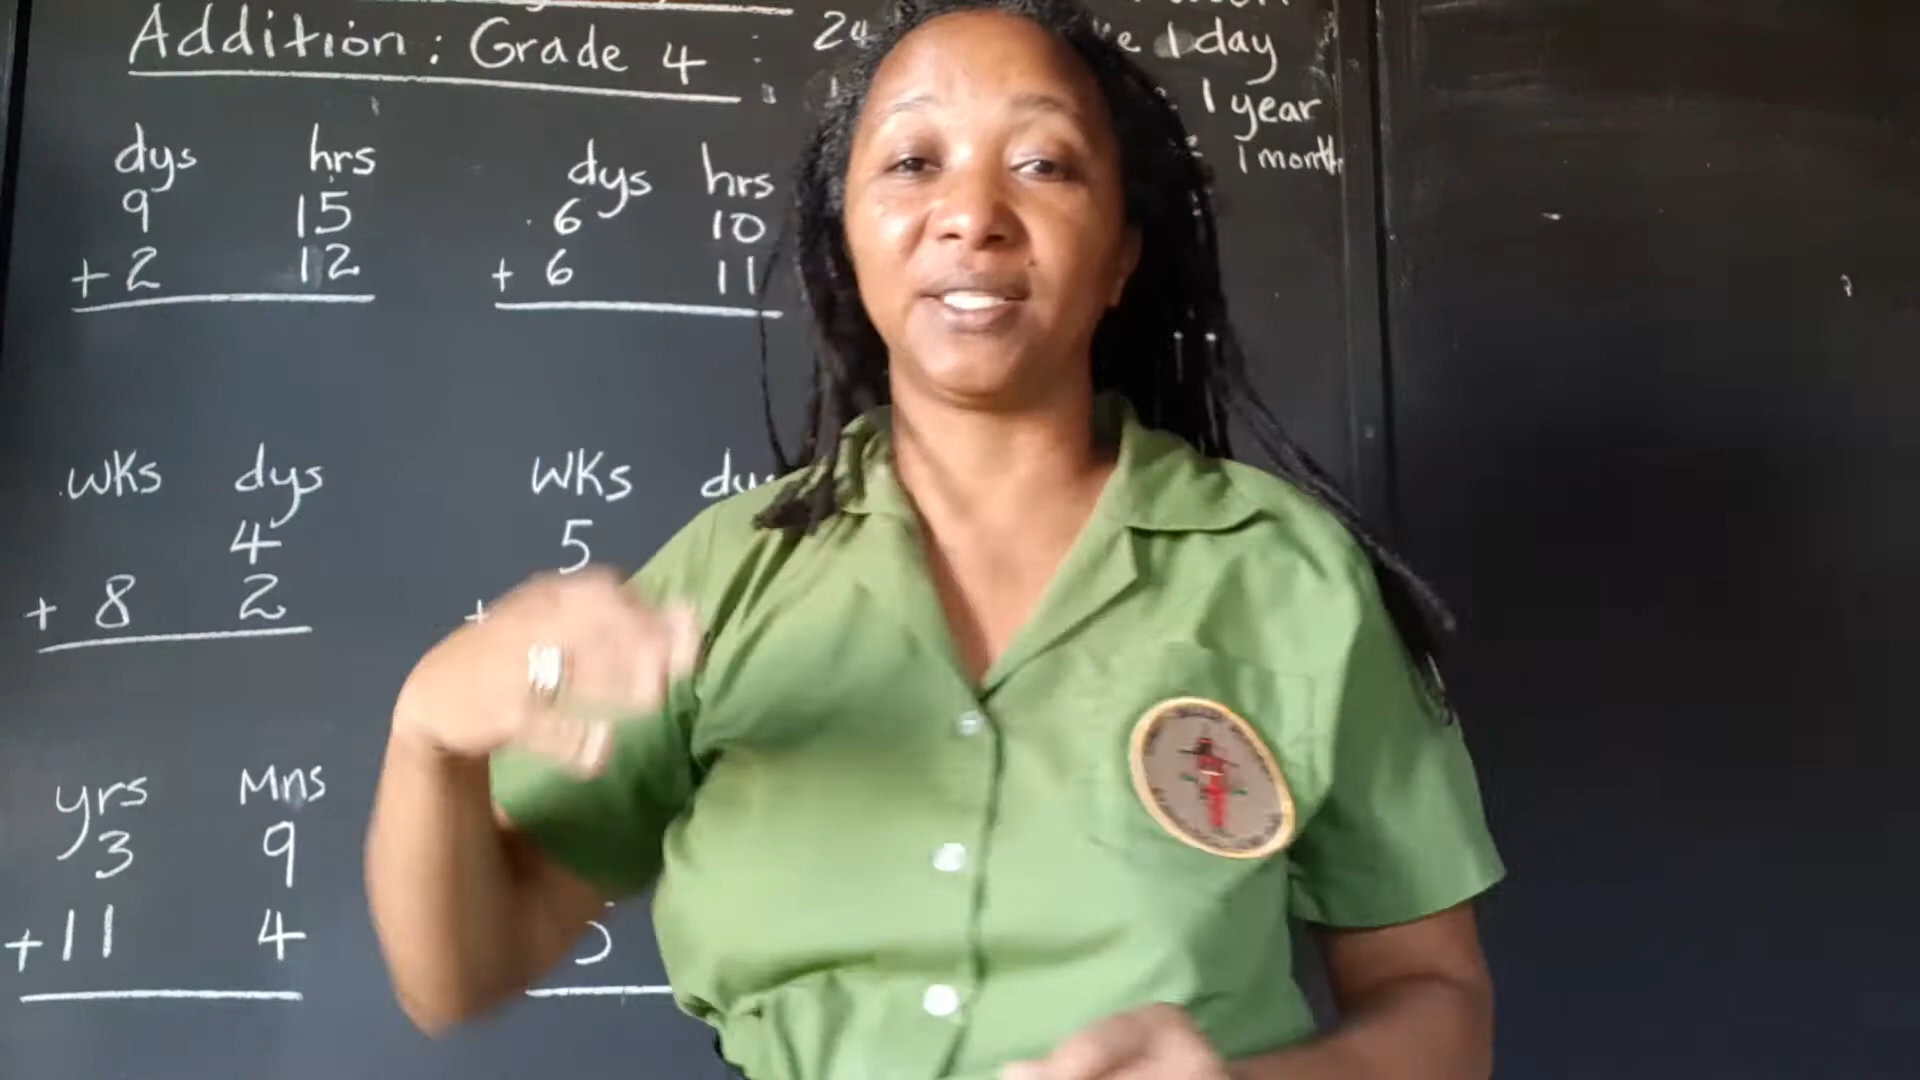 Addition: Grade 4 : 24 1 day
: 1 year
1 month
dys hrs
9 15
+ 2 12
dys hrs
6 10
+ 6 11
wks dys
4
+ 8 2
wks
5
+
yrs Mns
3 9
+ 11 4